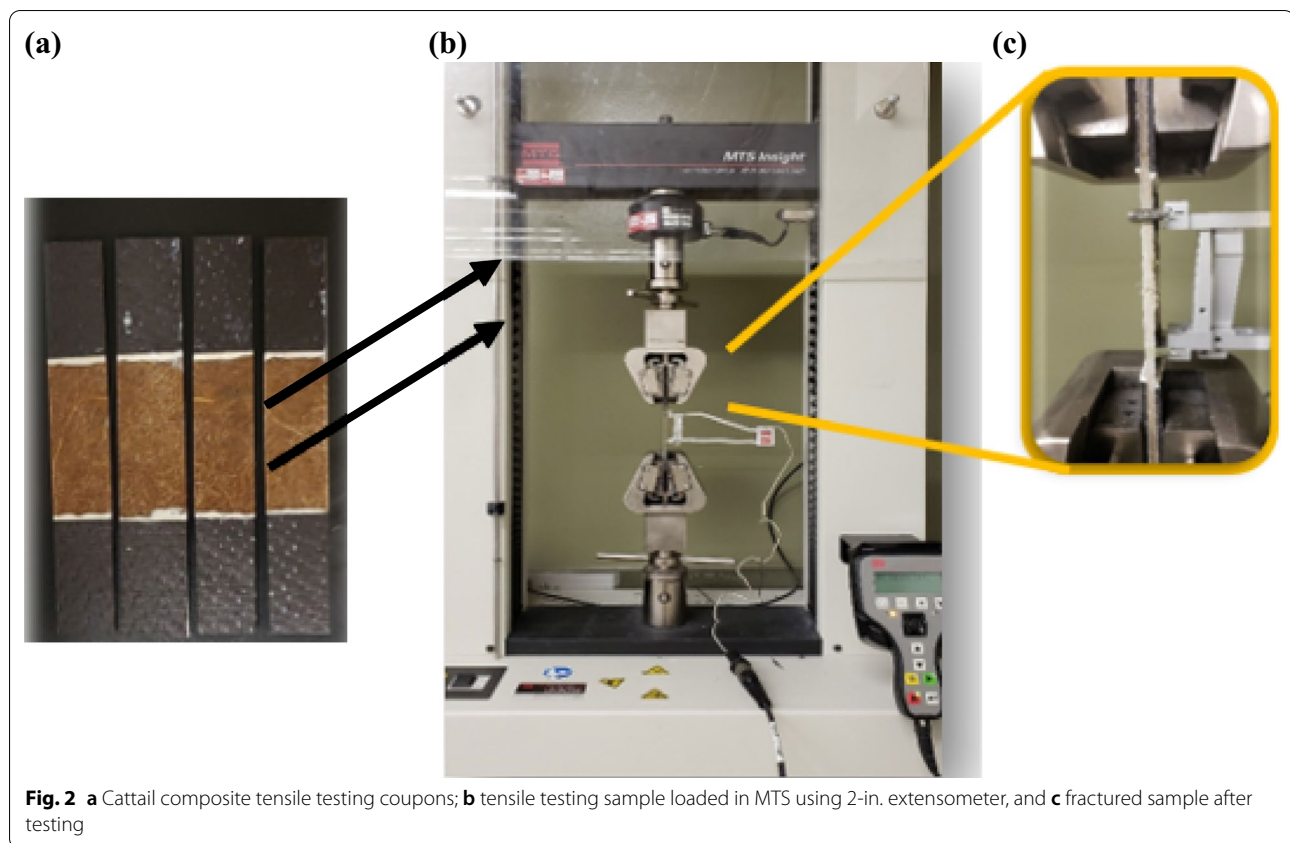 (a)
(b)
(c)
MTS
MTS Insight
Fig. 2 a Cattail composite tensile testing coupons; b tensile testing sample loaded in MTS using 2-in. extensometer, and c fractured sample after
testing